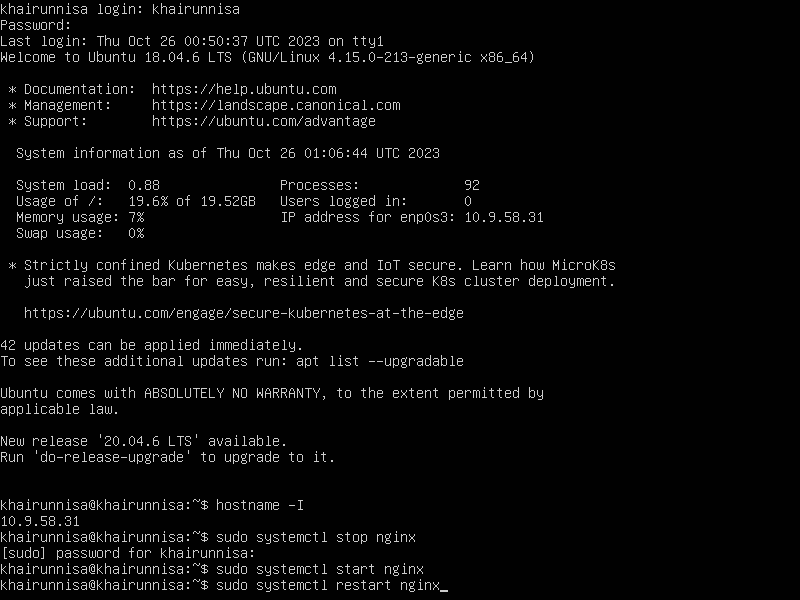 khairunnisa login: khairunnisa
Password:
Last login: Thu Oct 26 00:50:37 UTC 2023 on tty1
Welcome to Ubuntu 18.04.6 LTS (GNU/Linux 4.15.0-213-generic x86_64)
* Documentation:  https://help.ubuntu.com
* Management:     https://landscape.canonical.com
* Support:        https://ubuntu.com/advantage
System information as of Thu Oct 26 01:06:44 UTC 2023
System load:  0.88               Processes:             92
Usage of /:   19.6% of 19.52GB   Users logged in:       0
Memory usage: 7%                 IP address for enp0s3: 10.9.58.31
Swap usage:   0%
* Strictly confined Kubernetes makes edge and IoT secure. Learn how MicroK8s
just raised the bar for easy, resilient and secure K8s cluster deployment.
https://ubuntu.com/engage/secure-kubernetes-at-the-edge
42 updates can be applied immediately.
To see these additional updates run: apt list --upgradable
Ubuntu comes with ABSOLUTELY NO WARRANTY, to the extent permitted by
applicable law.
New release '20.04.6 LTS' available.
Run 'do-release-upgrade' to upgrade to it.
khairunnisa@khairunnisa:~$ hostname -I
10.9.58.31
khairunnisa@khairunnisa:~$ sudo systemctl stop nginx
[sudo] password for khairunnisa:
khairunnisa@khairunnisa:~$ sudo systemctl start nginx
khairunnisa@khairunnisa:~$ sudo systemctl restart nginx_